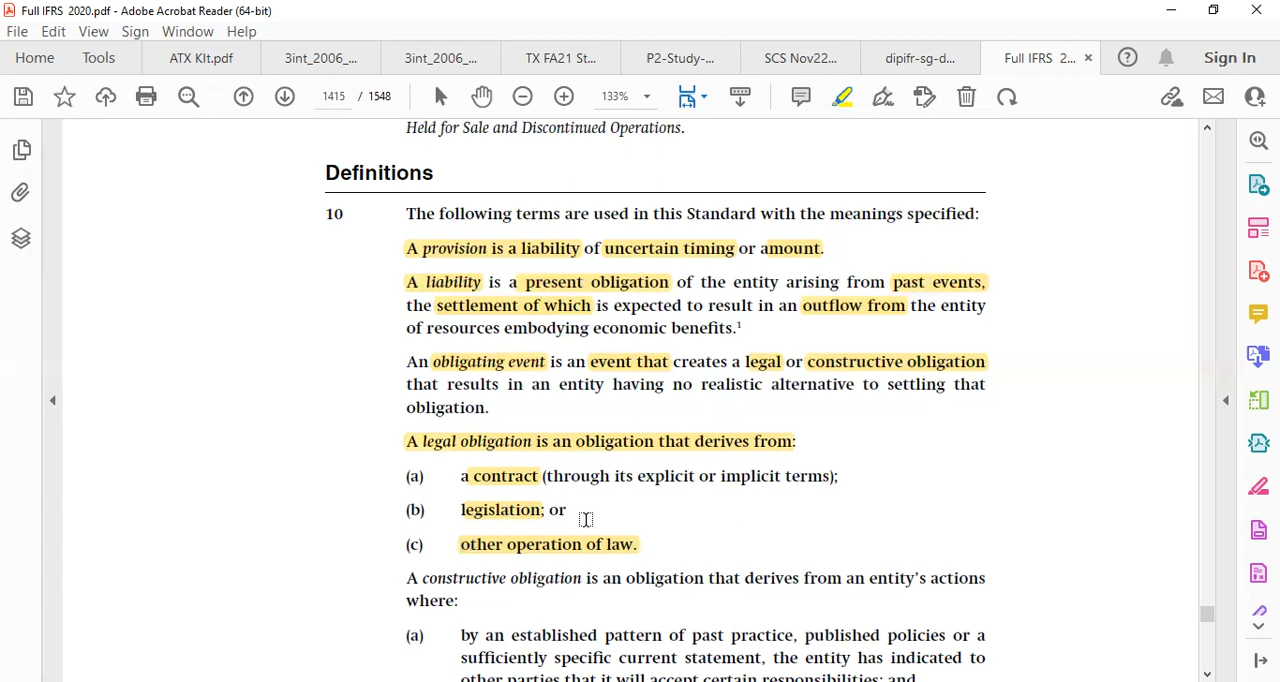 Full IFRS 2020.pdf - Adobe Acrobat Reader (64-bit)
File Edit View Sign Window Help
Home Tools ATX KIt.pdf 3int_2006_... 3int_2006_... TX FA21 St... P2-Study-... SCS Nov22... dipifr-sg-d... Full IFRS 2... × Sign In
1415 / 1548 133%
Held for Sale and Discontinued Operations.
Definitions
10 The following terms are used in this Standard with the meanings specified:
A provision is a liability of uncertain timing or amount.
A liability is a present obligation of the entity arising from past events,
the settlement of which is expected to result in an outflow from the entity
of resources embodying economic benefits.¹
An obligating event is an event that creates a legal or constructive obligation
that results in an entity having no realistic alternative to settling that
obligation.
A legal obligation is an obligation that derives from:
(a) a contract (through its explicit or implicit terms);
(b) legislation; or
(c) other operation of law.
A constructive obligation is an obligation that derives from an entity's actions
where:
(a) by an established pattern of past practice, published policies or a
sufficiently specific current statement, the entity has indicated to
other parties that it will accept certain responsibilities; and